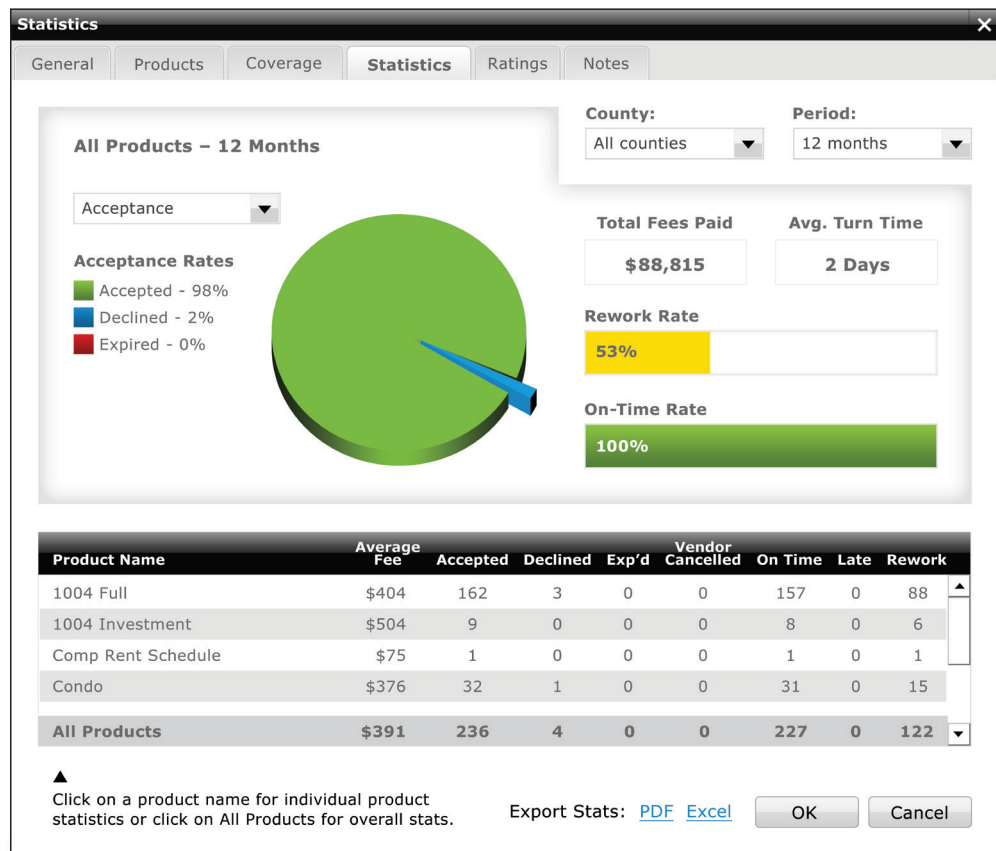 Statistics
General Products Coverage Statistics Ratings Notes
All Products – 12 Months
County: Period:
All counties 12 months
Acceptance
Acceptance Rates
Accepted - 98%
Declined - 2%
Expired - 0%
Total Fees Paid Avg. Turn Time
$88,815 2 Days
Rework Rate
53%
On-Time Rate
100%
Product Name Average Fee Accepted Declined Exp’d Vendor Cancelled On Time Late Rework
1004 Full $404 162 3 0 0 157 0 88
1004 Investment $504 9 0 0 0 8 0 6
Comp Rent Schedule $75 1 0 0 0 1 0 1
Condo $376 32 1 0 0 31 0 15
All Products $391 236 4 0 0 227 0 122
Click on a product name for individual product
statistics or click on All Products for overall stats.
Export Stats: PDF Excel OK Cancel